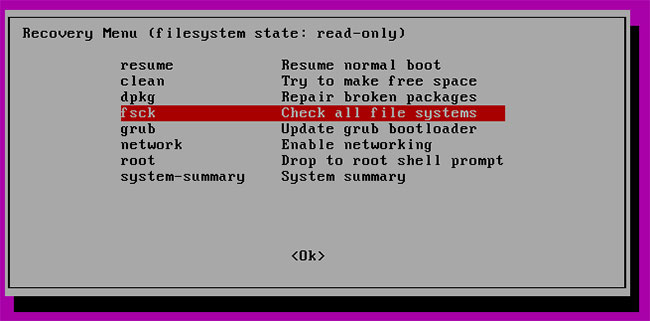 Recovery Menu (filesystem state: read-only)
resume Resume normal boot
clean Try to make free space
dpkg Repair broken packages
fsck Check all file systems
grub Update grub bootloader
network Enable networking
root Drop to root shell prompt
system-summary System summary
<Ok>